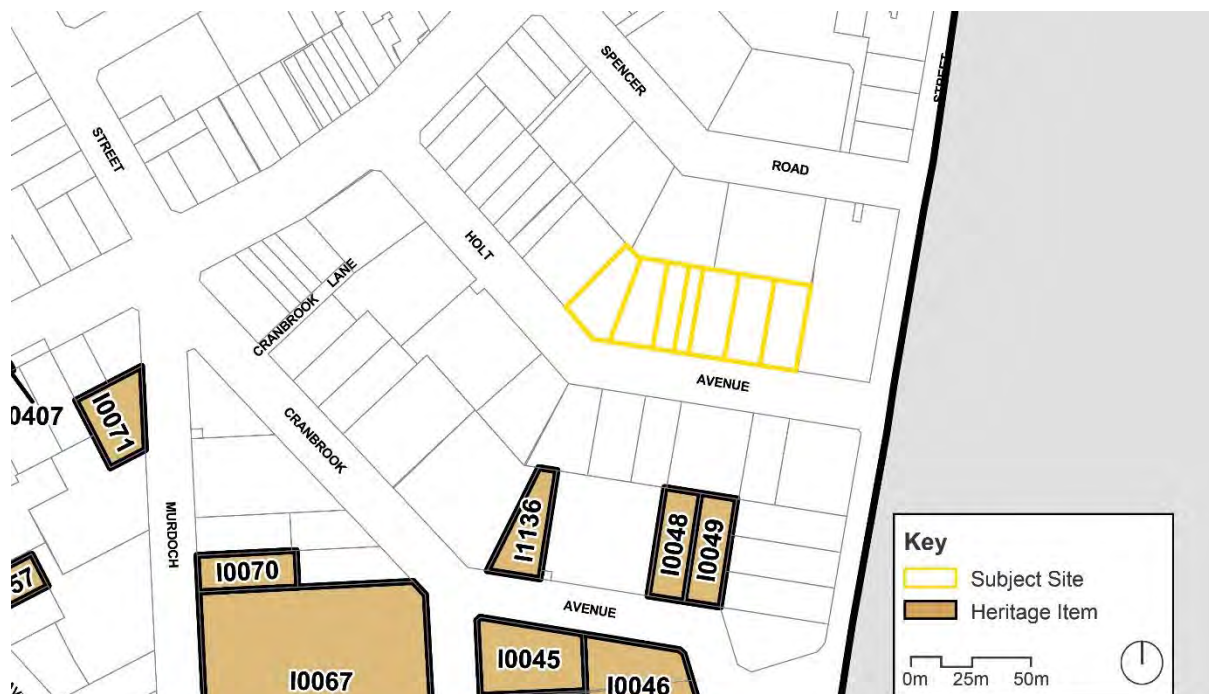 SPENCER
STREET
STREET
ROAD
HOLT
CRANBROOK LANE
AVENUE
0407
I0071
CRANBROOK
MURDOCH
I1136
I0048
I0049
57
I0070
AVENUE
I0045
I0046
I0067
Key
Subject Site
Heritage Item
0m 25m 50m